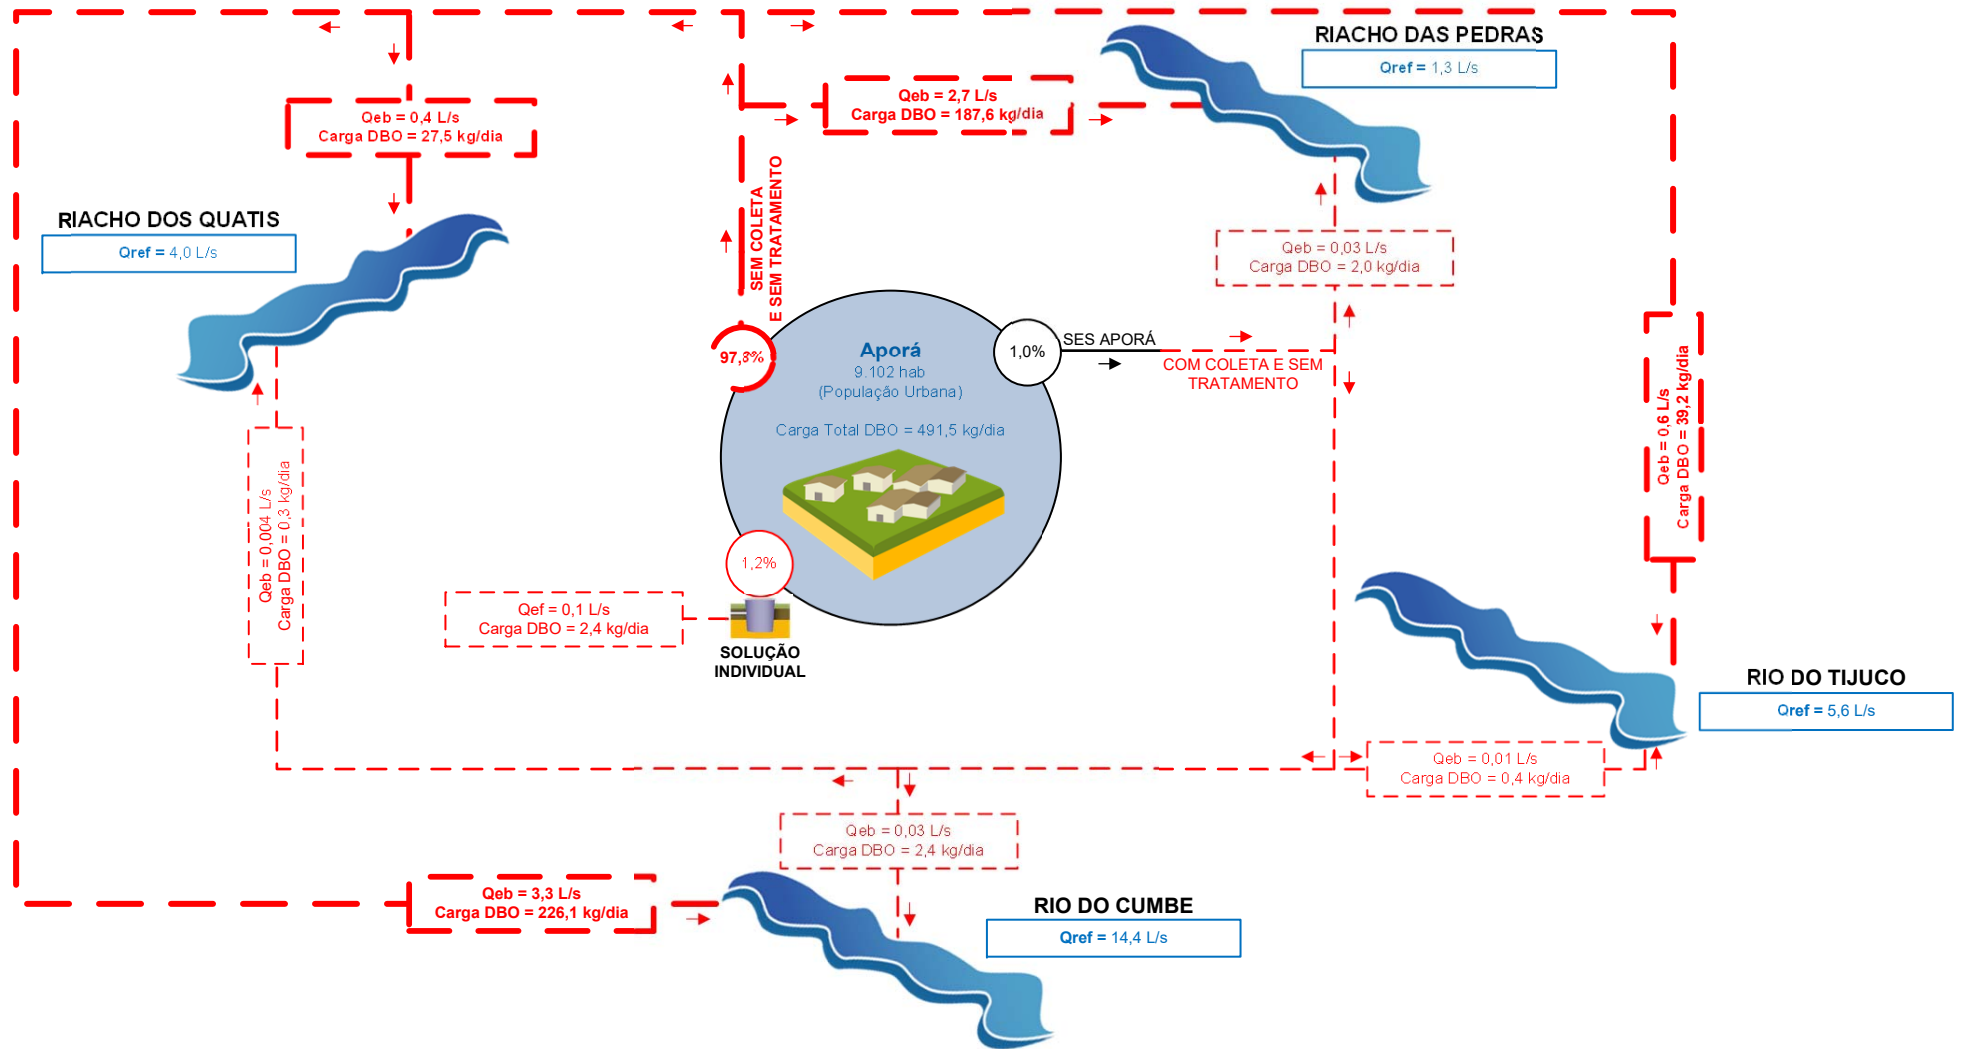 RIACHO DAS PEDRAS
Qref = 1,3 L/s
Qeb = 2,7 L/s
Carga DBO = 187,6 kg/dia
Qeb = 0,4 L/s
Carga DBO = 27,5 kg/dia
SEM COLETA
E SEM TRATAMENTO
RIACHO DOS QUATIS
Qref = 4,0 L/s
Qeb = 0,03 L/s
Carga DBO = 2,0 kg/dia
97,8%
Aporá
9.102 hab
(População Urbana)
Carga Total DBO = 491,5 kg/dia
1,0%
SES APORÁ
COM COLETA E SEM
TRATAMENTO
Qeb = 0,6 L/s
Carga DBO = 39,2 kg/dia
Qeb = 0,004 L/s
Carga DBO = 0,3 kg/dia
1,2%
Qef = 0,1 L/s
Carga DBO = 2,4 kg/dia
SOLUÇÃO
INDIVIDUAL
RIO DO TIJUCO
Qref = 5,6 L/s
Qeb = 0,01 L/s
Carga DBO = 0,4 kg/dia
Qeb = 0,03 L/s
Carga DBO = 2,4 kg/dia
Qeb = 3,3 L/s
Carga DBO = 226,1 kg/dia
RIO DO CUMBE
Qref = 14,4 L/s